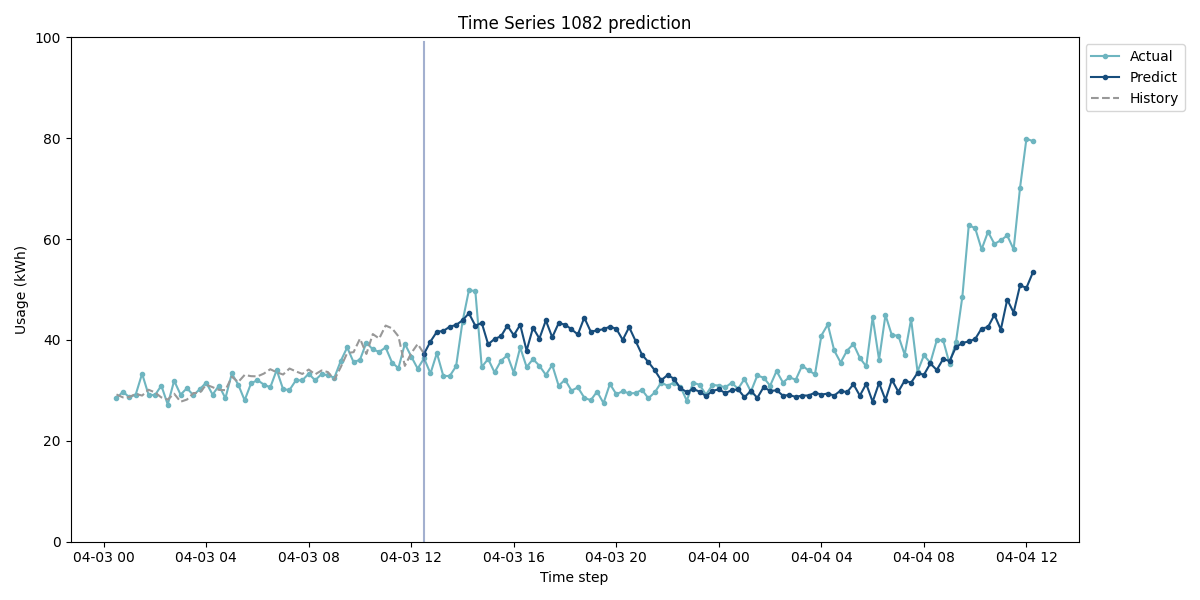 Time Series 1082 prediction
Usage (kWh)
100
80
60
40
20
0
04-03 00
04-03 04
04-03 08
04-03 12
04-03 16
04-03 20
04-04 00
04-04 04
04-04 08
04-04 12
Time step
Actual
Predict
History